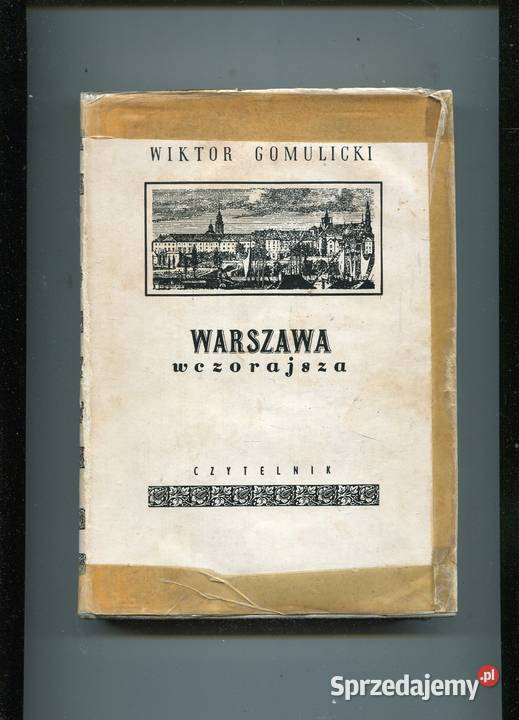 WIKTOR GOMULICKI
WARSZAWA
wczorajsza
CZYTELNIK
Sprzedajemy.pl